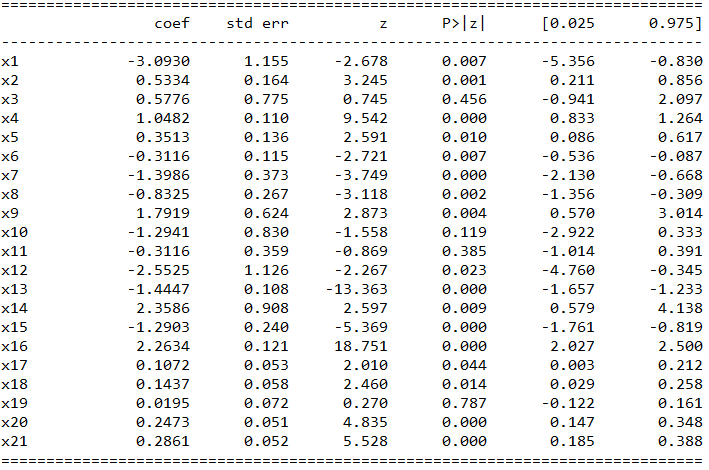 coef std err z P>|z| [0.025 0.975]
x1 -3.0930 1.155 -2.678 0.007 -5.356 -0.830
x2 0.5334 0.164 3.245 0.001 0.211 0.856
x3 0.5776 0.775 0.745 0.456 -0.941 2.097
x4 1.0482 0.110 9.542 0.000 0.833 1.264
x5 0.3513 0.136 2.591 0.010 0.086 0.617
x6 -0.3116 0.115 -2.721 0.007 -0.536 -0.087
x7 -1.3986 0.373 -3.749 0.000 -2.130 -0.668
x8 -0.8325 0.267 -3.118 0.002 -1.356 -0.309
x9 1.7919 0.624 2.873 0.004 0.570 3.014
x10 -1.2941 0.830 -1.558 0.119 -2.922 0.333
x11 -0.3116 0.359 -0.869 0.385 -1.014 0.391
x12 -2.5525 1.126 -2.267 0.023 -4.760 -0.345
x13 -1.4447 0.108 -13.363 0.000 -1.657 -1.233
x14 2.3586 0.908 2.597 0.009 0.579 4.138
x15 -1.2903 0.240 -5.369 0.000 -1.761 -0.819
x16 2.2634 0.121 18.751 0.000 2.027 2.500
x17 0.1072 0.053 2.010 0.044 0.003 0.212
x18 0.1437 0.058 2.460 0.014 0.029 0.258
x19 0.0195 0.072 0.270 0.787 -0.122 0.161
x20 0.2473 0.051 4.835 0.000 0.147 0.348
x21 0.2861 0.052 5.528 0.000 0.185 0.388